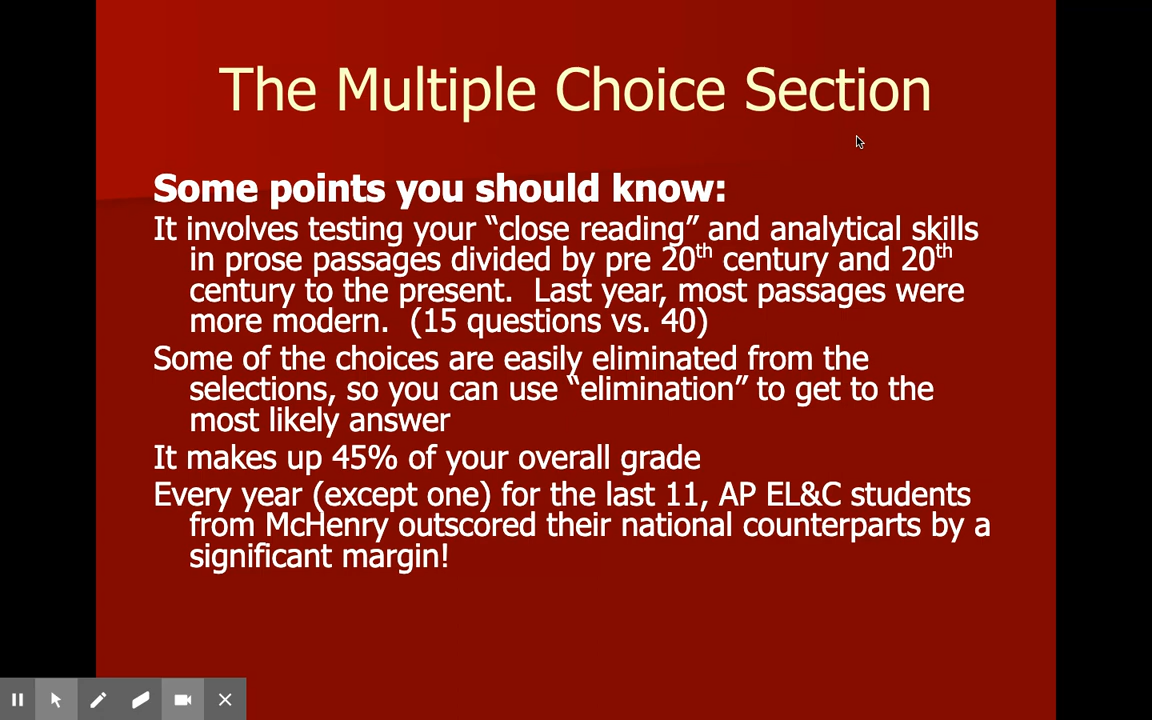 The Multiple Choice Section
Some points you should know:
It involves testing your “close reading” and analytical skills
in prose passages divided by pre 20th century and 20th
century to the present.  Last year, most passages were
more modern.  (15 questions vs. 40)
Some of the choices are easily eliminated from the
selections, so you can use “elimination” to get to the
most likely answer
It makes up 45% of your overall grade
Every year (except one) for the last 11, AP EL&C students
from McHenry outscored their national counterparts by a
significant margin!